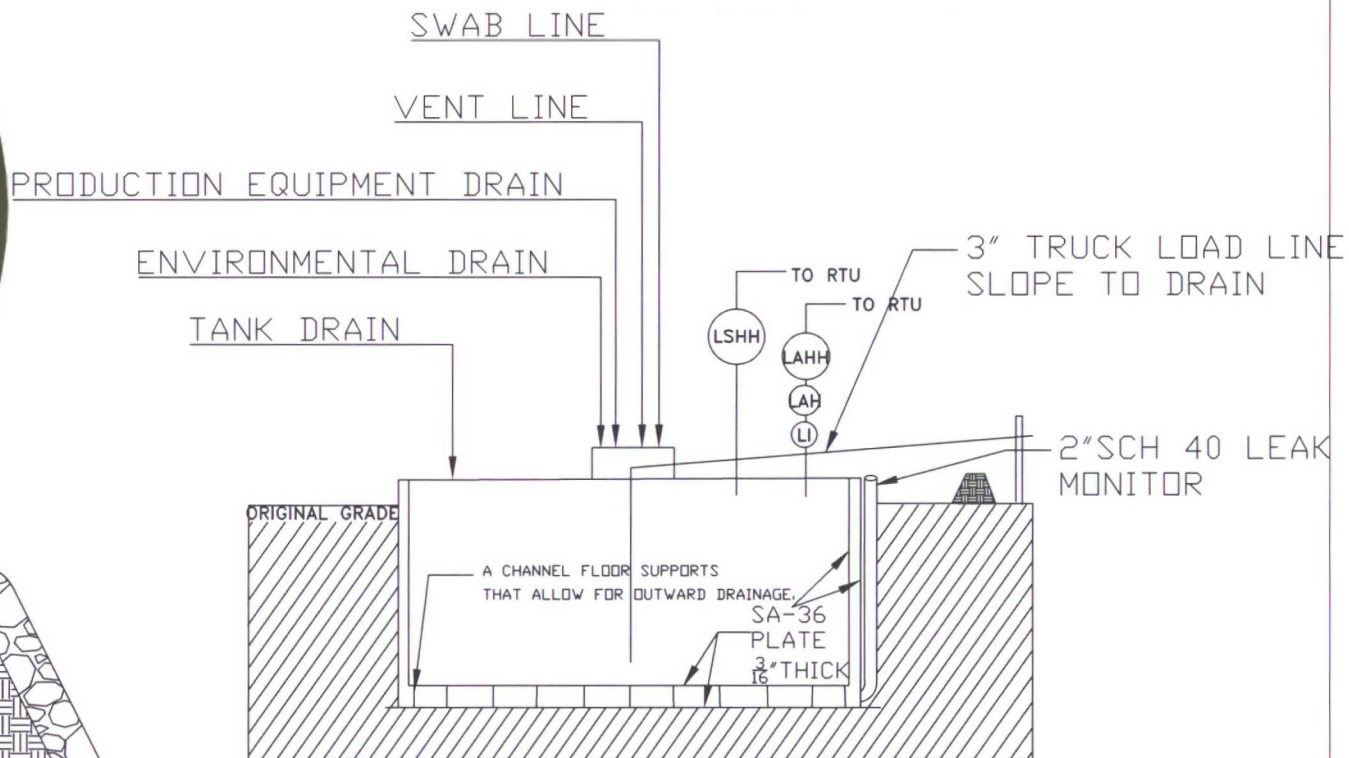 SWAB LINE
VENT LINE
PRODUCTION EQUIPMENT DRAIN
ENVIRONMENTAL DRAIN
TANK DRAIN
TO RTU
TO RTU
LSHH
LAHH
LAH
LI
3" TRUCK LOAD LINE
SLOPE TO DRAIN
2"SCH 40 LEAK
MONITOR
ORIGINAL GRADE
A CHANNEL FLOOR SUPPORTS
THAT ALLOW FOR OUTWARD DRAINAGE.
SA-36
PLATE
3/16"THICK